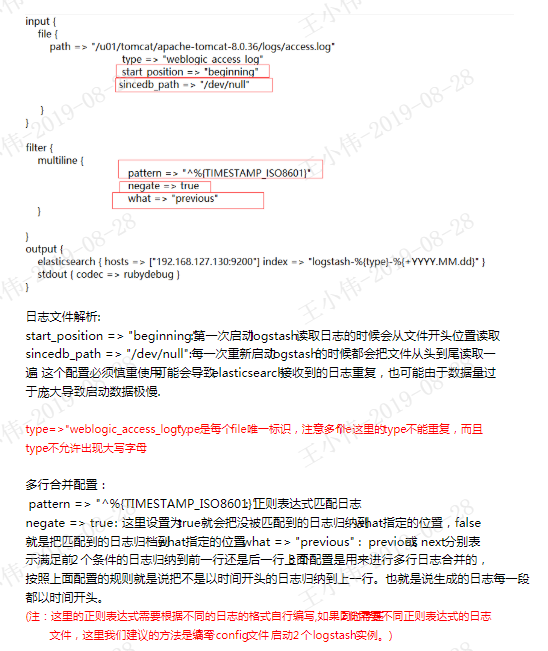 input {
file {
path => "/u01/tomcat/apache-tomcat-8.0.36/logs/access.log"
type => "weblogic_access_log"
start_position => "beginning"
sincedb_path => "/dev/null"
}
}
filter {
multiline {
pattern => "^%{TIMESTAMP_ISO8601}"
negate => true
what => "previous"
}
}
output {
elasticsearch { hosts => ["192.168.127.130:9200"] index => "logstash-%{type}-%{+YYYY.MM.dd}" }
stdout { codec => rubydebug }
}
日志文件解析:
start_position => "beginning":第一次启动logstash读取日志的时候会从文件开头位置读取
sincedb_path => "/dev/null":每一次重新启动logstash的时候都会把文件从头到尾读取一
遍 这个配置必须慎重使用可能会导致elasticsearch接收到的日志重复，也可能由于数据量过
于庞大导致启动数据极慢.
type=>"weblogic_access_log"type是每个file唯一标识，注意多个file这里的type不能重复，而且
type不允许出现大写字母
多行合并配置：
pattern => "^%{TIMESTAMP_ISO8601}":正则表达式匹配日志
negate => true：这里设置为true就会把没被匹配到的日志归纳到what指定的位置，false
就是把匹配到的日志归档到what指定的位置what => "previous"：previo或 next分别表
示满足前2个条件的日志归纳到前一行还是后一行,上面配置是用来进行多行日志合并的，
按照上面配置的规则就是说把不是以时间开头的日志归纳到上一行。也就是说生成的日志每一段
都以时间开头。
(注：这里的正则表达式需要根据不同的日志的格式自行编写,如果不同正则表达式的日志
文件，这里我们建议的方法是编写config文件 启动2个logstash实例。)
王小伟-2019-08-28
王小伟-2019-08-28
王小伟-2019-08-28